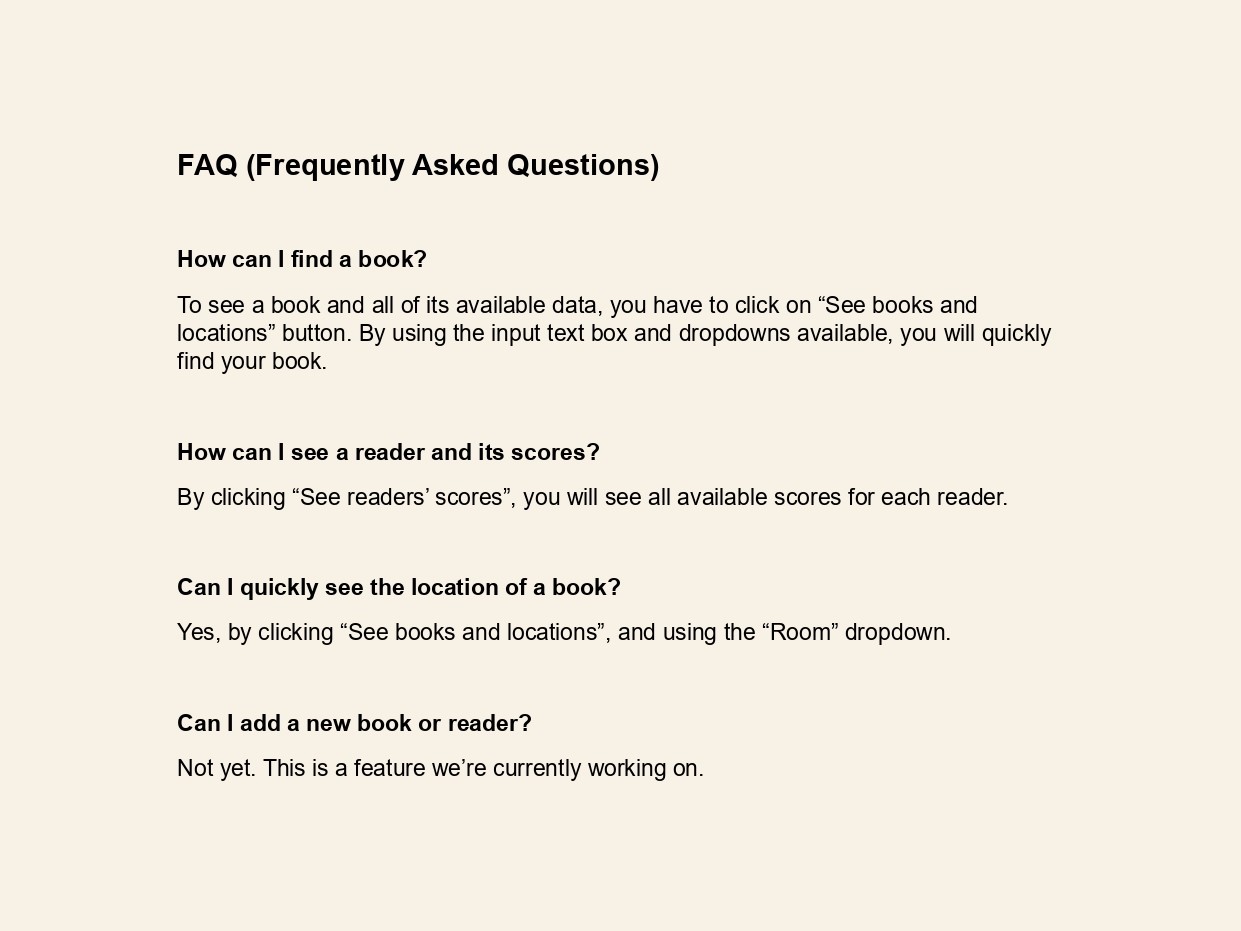 FAQ (Frequently Asked Questions)
How can I find a book?
To see a book and all of its available data, you have to click on “See books and
locations” button. By using the input text box and dropdowns available, you will quickly
find your book.
How can I see a reader and its scores?
By clicking “See readers’ scores”, you will see all available scores for each reader.
Can I quickly see the location of a book?
Yes, by clicking “See books and locations”, and using the “Room” dropdown.
Can I add a new book or reader?
Not yet. This is a feature we’re currently working on.